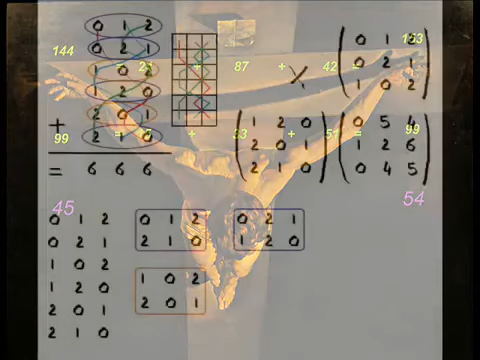 0 1 2
144 0 2 1 153
1 0 2 + 21 + 87 + 42 =
1 2 0
2 0 1
+ 2 1 0
99 = + 33 + 51 = 99
= 6 6 6
× ( 0 1 2
0 2 1
1 0 2 )
( 1 2 0
2 0 1
2 1 0 )
( 0 5 4
1 2 6
0 4 5 )
45 54
0 1 2
0 2 1
1 0 2
1 2 0
2 0 1
2 1 0
0 1 2
2 1 0
0 2 1
1 2 0
1 0 2
2 0 1